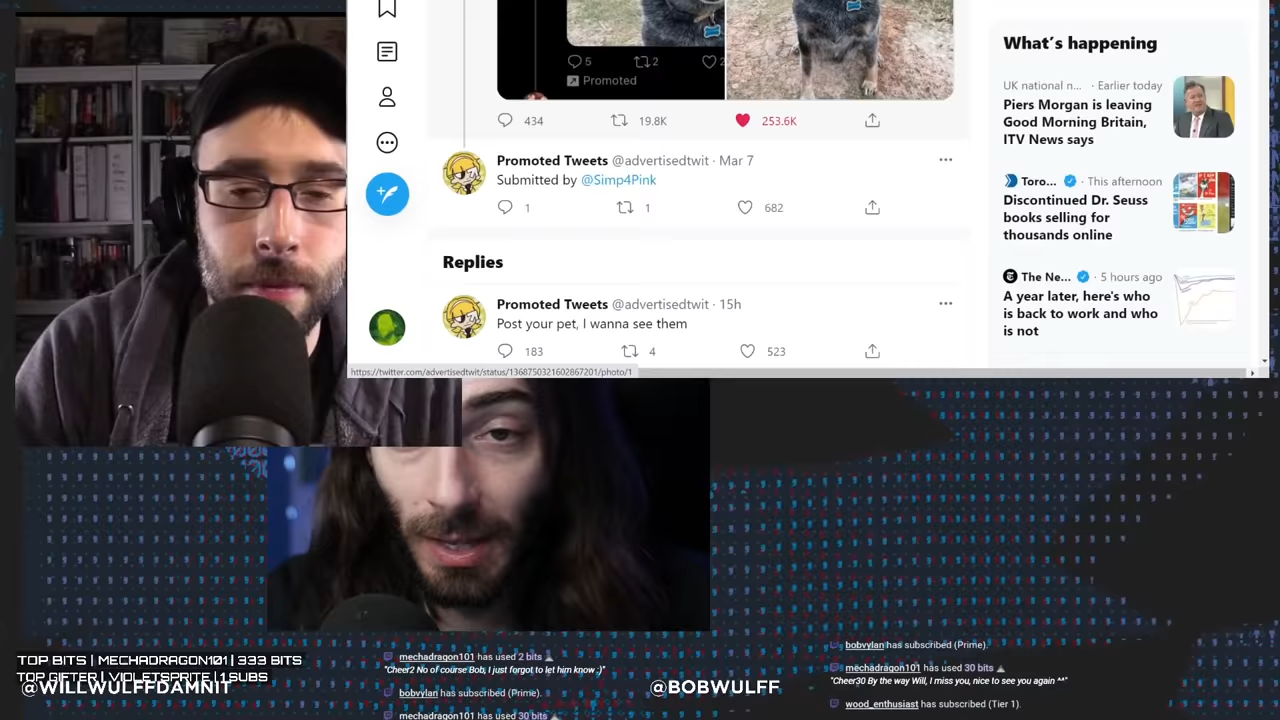 5 2 2
Promoted
434 19.8K 253.6K
Promoted Tweets @advertisedtwit · Mar 7
Submitted by @Simp4Pink
1 1 682
Replies
Promoted Tweets @advertisedtwit · 15h
Post your pet, I wanna see them
183 4 523
https://twitter.com/advertisedtwit/status/1368750321602867201/photo/1
What's happening
UK national n... · Earlier today
Piers Morgan is leaving
Good Morning Britain,
ITV News says
Toro... · This afternoon
Discontinued Dr. Seuss
books selling for
thousands online
The Ne... · 5 hours ago
A year later, here's who
is back to work and who
is not
TOP BITS | MECHADRAGON101 | 333 BITS
TOP GIFTER | VIOLETSPRITE | 1 SUBS
@WILLWULFFDAMNIT
mechadragon101 has used 2 bits
"Cheer2 No of course Bob, I just forgot to let him know :)"
bobvylan has subscribed (Prime).
mechadragon101 has used 30 bits
@BOBWULFF
bobvylan has subscribed (Prime).
mechadragon101 has used 30 bits
"Cheer30 By the way Will, I miss you, nice to see you again ^^"
wood_enthusiast has subscribed (Tier 1).